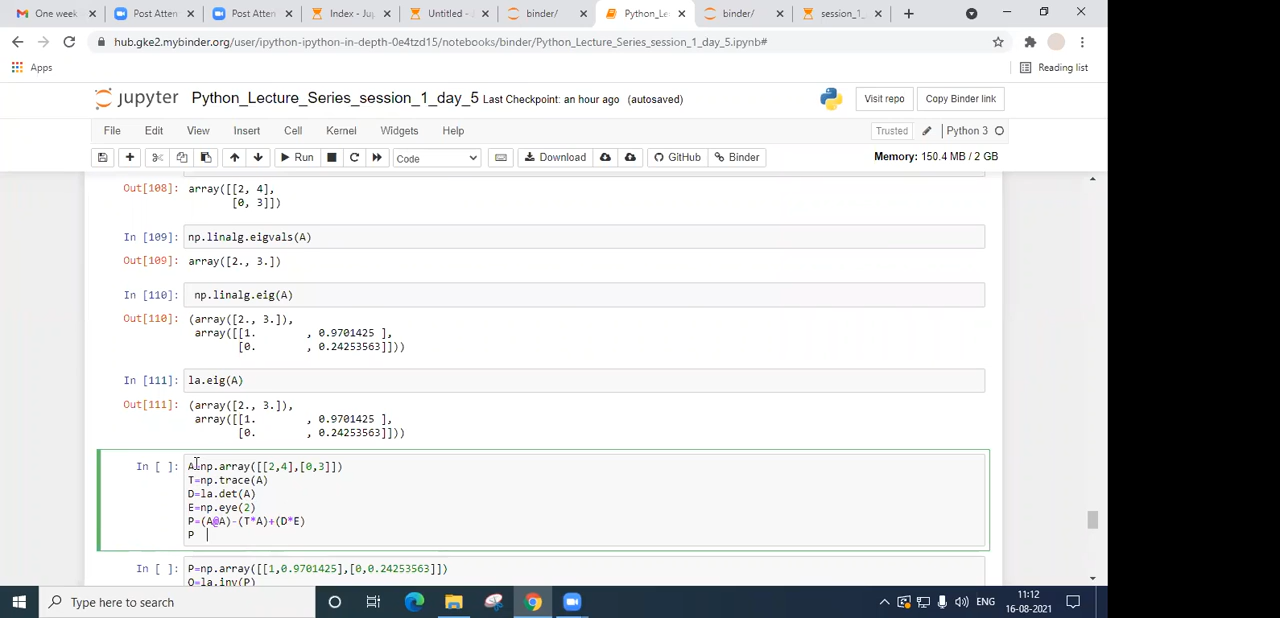 One week
Post Atten
Post Atten
Index - Ju
Untitled -
binder/
Python_Le
binder/
session_1_
hub.gke2.mybinder.org/user/ipython-ipython-in-depth-0e4tzd15/notebooks/binder/Python_Lecture_Series_session_1_day_5.ipynb#
Apps
Reading list
jupyter Python_Lecture_Series_session_1_day_5 Last Checkpoint: an hour ago (autosaved)
Visit repo Copy Binder link
File Edit View Insert Cell Kernel Widgets Help
Trusted Python 3
Run Code Download GitHub Binder
Memory: 150.4 MB / 2 GB
Out[108]: array([[2, 4],
[0, 3]])
In [109]: np.linalg.eigvals(A)
Out[109]: array([2., 3.])
In [110]: np.linalg.eig(A)
Out[110]: (array([2., 3.]),
array([[1. , 0.9701425 ],
[0. , 0.24253563]]))
In [111]: la.eig(A)
Out[111]: (array([2., 3.]),
array([[1. , 0.9701425 ],
[0. , 0.24253563]]))
In [ ]: A=np.array([[2,4],[0,3]])
T=np.trace(A)
D=la.det(A)
E=np.eye(2)
P=(A@A)-(T*A)+(D*E)
P
In [ ]: P=np.array([[1,0.9701425],[0,0.24253563]])
Q=la.inv(P)
Type here to search
ENG
11:12
16-08-2021